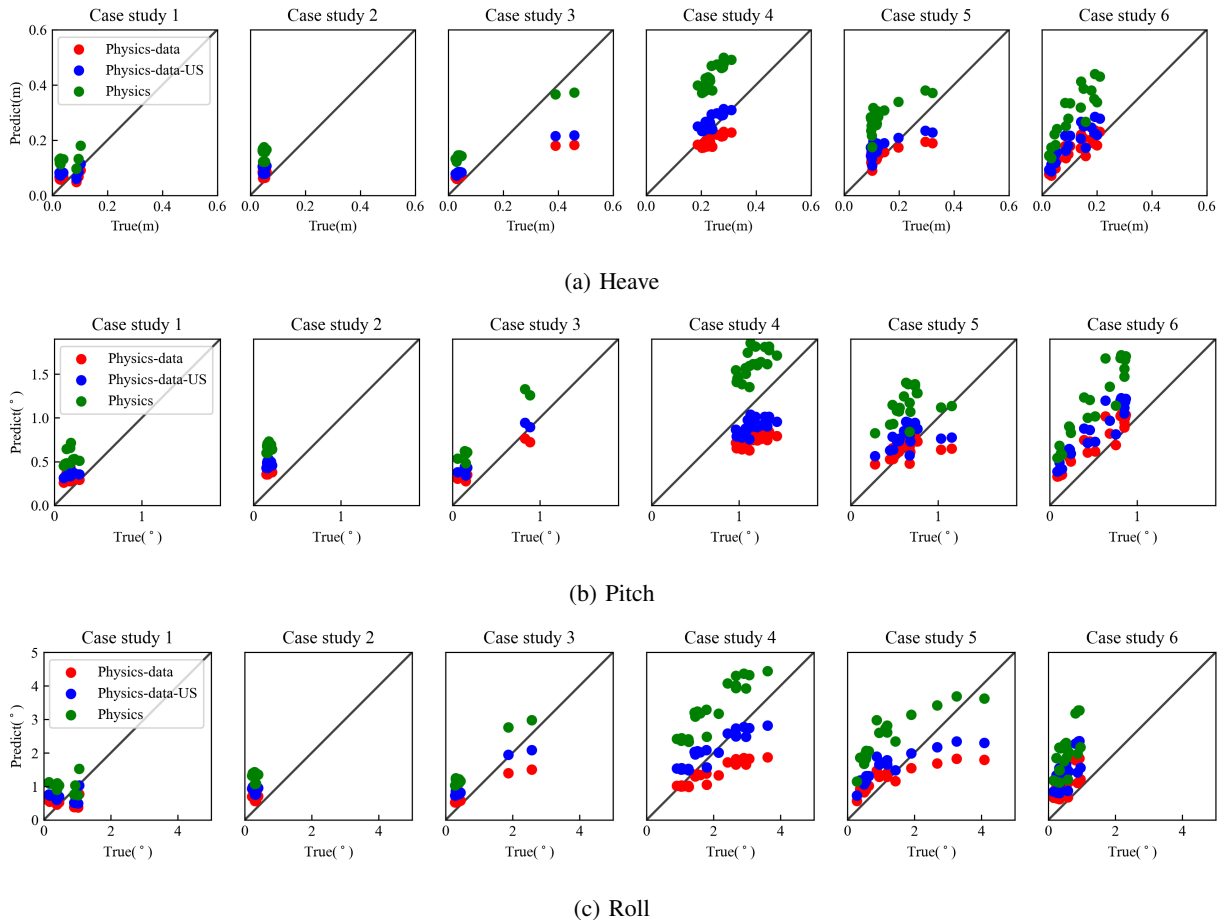 Case study 1 Case study 2 Case study 3 Case study 4 Case study 5 Case study 6
0.6
Physics-data
Physics-data-US
Physics
0.4
0.2
0.0
Predict(m)
0.0 0.2 0.4 0.6 0.0 0.2 0.4 0.6 0.0 0.2 0.4 0.6 0.0 0.2 0.4 0.6 0.0 0.2 0.4 0.6 0.0 0.2 0.4 0.6
True(m) True(m) True(m) True(m) True(m) True(m)
(a) Heave
Case study 1 Case study 2 Case study 3 Case study 4 Case study 5 Case study 6
Physics-data
Physics-data-US
Physics
1.5
1.0
0.5
0.0
Predict(°)
0 1 0 1 0 1 0 1 0 1 0 1
True(°) True(°) True(°) True(°) True(°) True(°)
(b) Pitch
Case study 1 Case study 2 Case study 3 Case study 4 Case study 5 Case study 6
5
Physics-data
Physics-data-US
Physics
4
3
2
1
0
Predict(°)
0 2 4 0 2 4 0 2 4 0 2 4 0 2 4 0 2 4
True(°) True(°) True(°) True(°) True(°) True(°)
(c) Roll